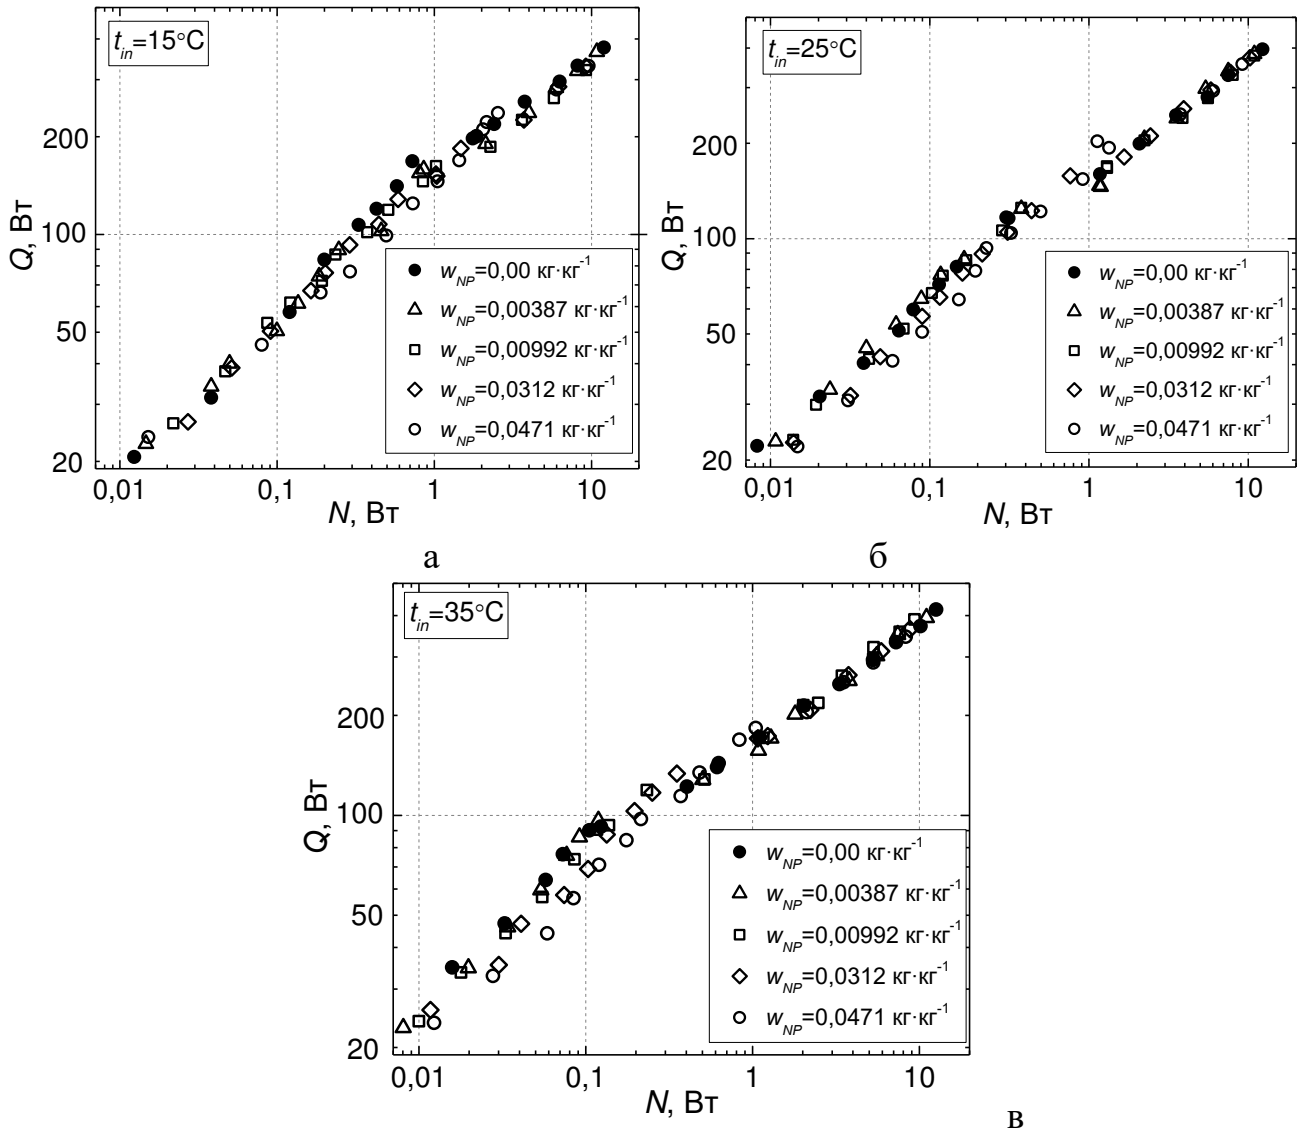 t_in=15°C
Q, Вт
200
100
50
20
0,01
0,1
1
10
N, Вт
w_NP=0,00 кг·кг⁻¹
w_NP=0,00387 кг·кг⁻¹
w_NP=0,00992 кг·кг⁻¹
w_NP=0,0312 кг·кг⁻¹
w_NP=0,0471 кг·кг⁻¹
а
t_in=25°C
Q, Вт
200
100
50
20
0,01
0,1
1
10
N, Вт
w_NP=0,00 кг·кг⁻¹
w_NP=0,00387 кг·кг⁻¹
w_NP=0,00992 кг·кг⁻¹
w_NP=0,0312 кг·кг⁻¹
w_NP=0,0471 кг·кг⁻¹
б
t_in=35°C
Q, Вт
200
100
50
20
0,01
0,1
1
10
N, Вт
w_NP=0,00 кг·кг⁻¹
w_NP=0,00387 кг·кг⁻¹
w_NP=0,00992 кг·кг⁻¹
w_NP=0,0312 кг·кг⁻¹
w_NP=0,0471 кг·кг⁻¹
в